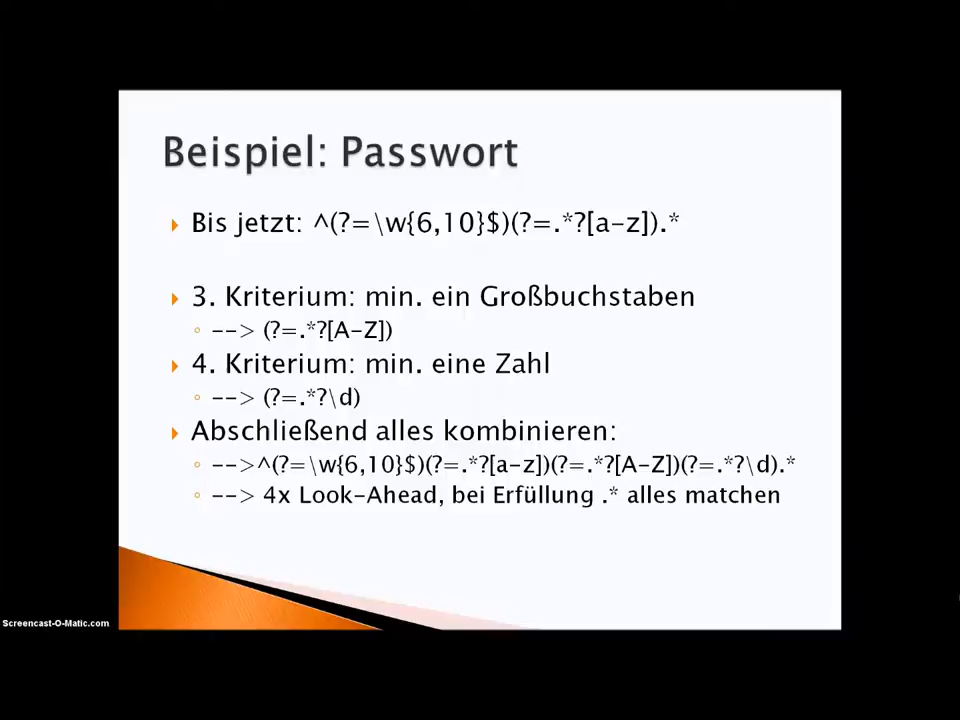 Beispiel: Passwort
Bis jetzt: ^(?=\w{6,10}$)(?=.*?[a-z]).*
3. Kriterium: min. ein Großbuchstaben
--> (?=.*?[A-Z])
4. Kriterium: min. eine Zahl
--> (?=.*?\d)
Abschließend alles kombinieren:
-->^(?=\w{6,10}$)(?=.*?[a-z])(?=.*?[A-Z])(?=.*?\d).*
--> 4x Look-Ahead, bei Erfüllung .* alles matchen
Screencast-O-Matic.com